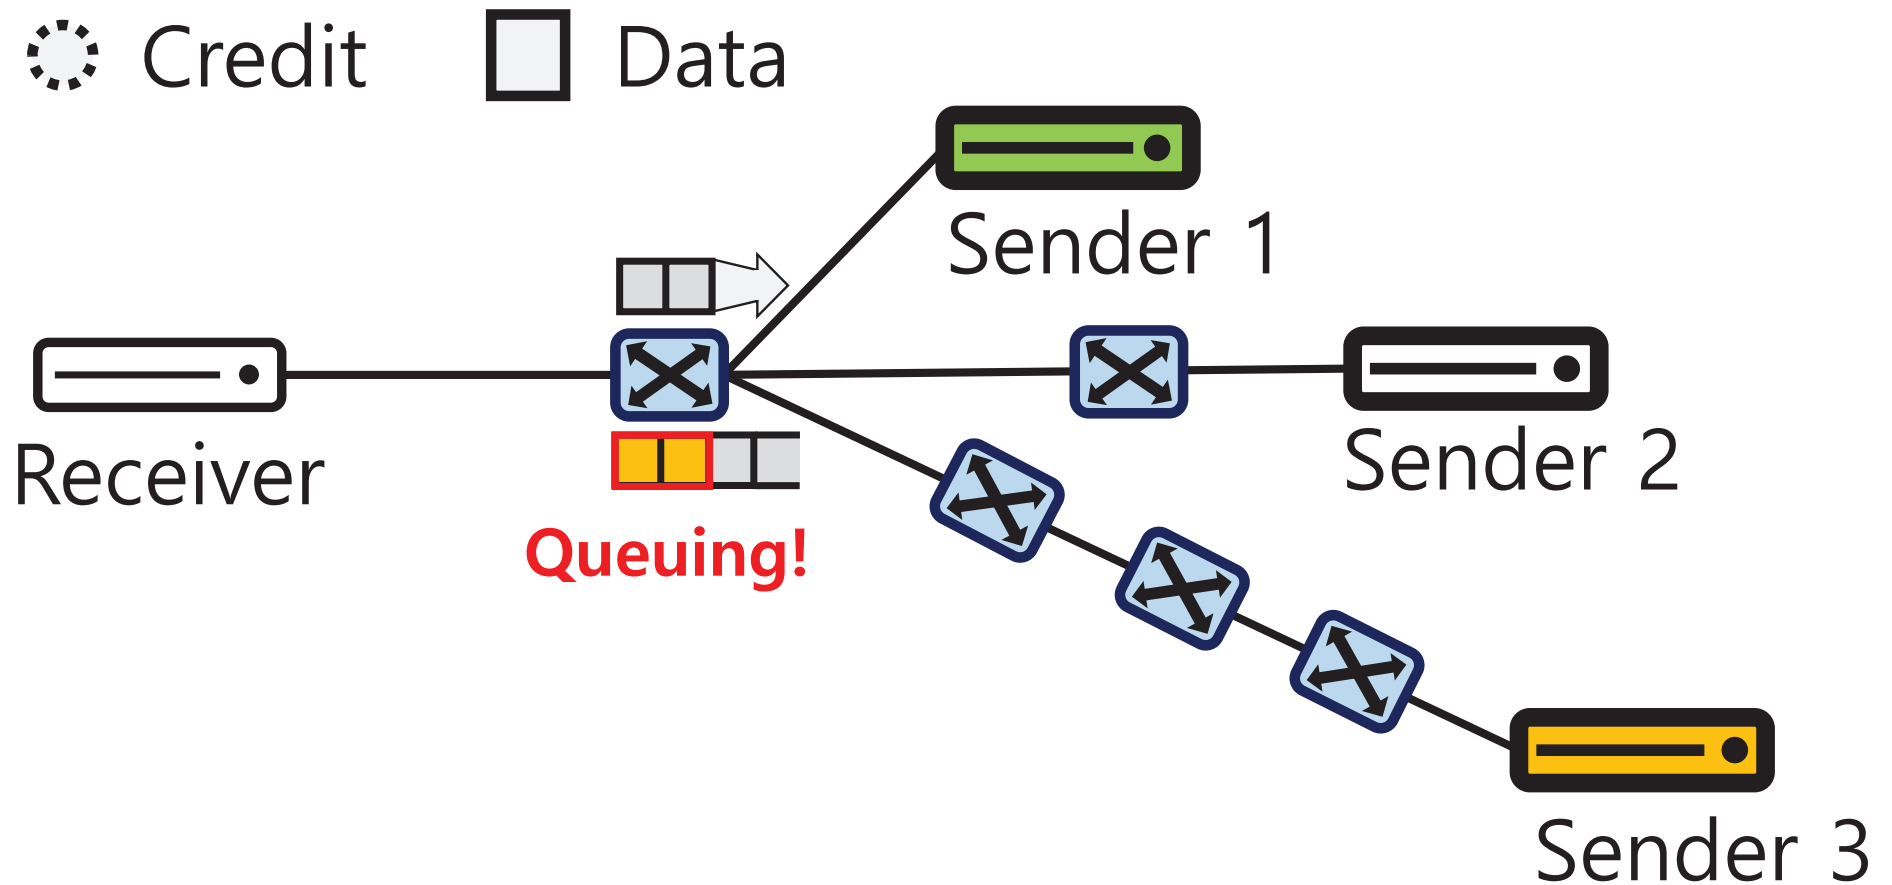 Credit
Data
Sender 1
Receiver
Sender 2
Queuing!
Sender 3